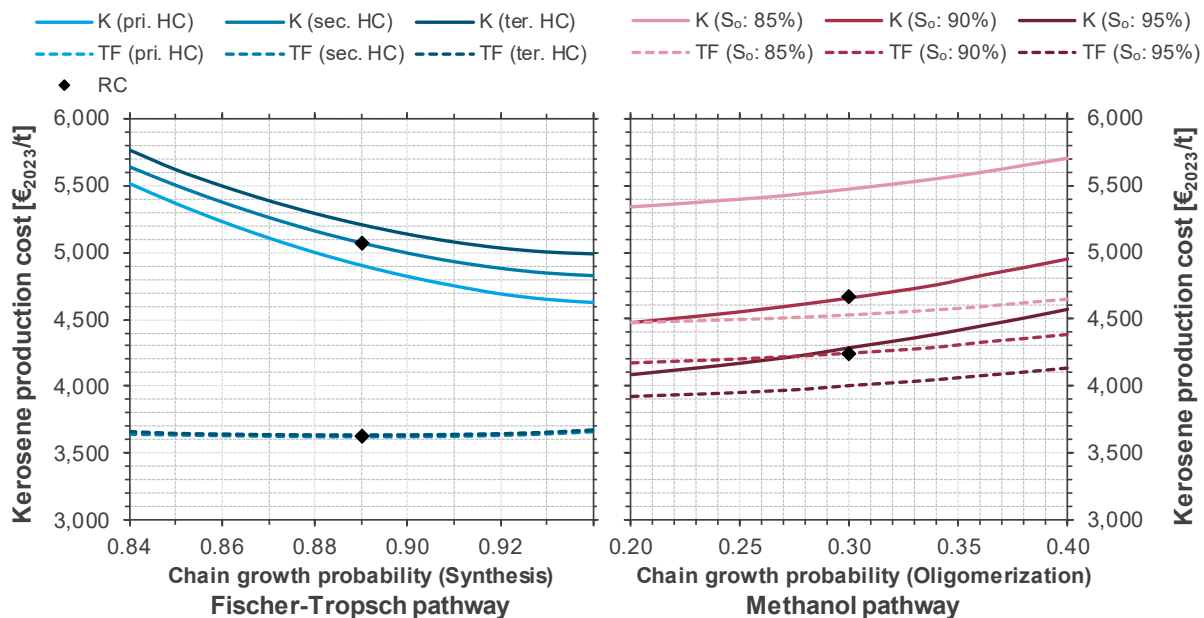 K (pri. HC) K (sec. HC) K (ter. HC) K (Sₒ: 85%) K (Sₒ: 90%) K (Sₒ: 95%)
TF (pri. HC) TF (sec. HC) TF (ter. HC) TF (Sₒ: 85%) TF (Sₒ: 90%) TF (Sₒ: 95%)
RC
Kerosene production cost [€₂₀₂₃/t]
6,000
5,500
5,000
4,500
4,000
3,500
3,000
0.84 0.86 0.88 0.90 0.92
Chain growth probability (Synthesis)
Fischer-Tropsch pathway
6,000
5,500
5,000
4,500
4,000
3,500
3,000
Kerosene production cost [€₂₀₂₃/t]
0.20 0.25 0.30 0.35 0.40
Chain growth probability (Oligomerization)
Methanol pathway